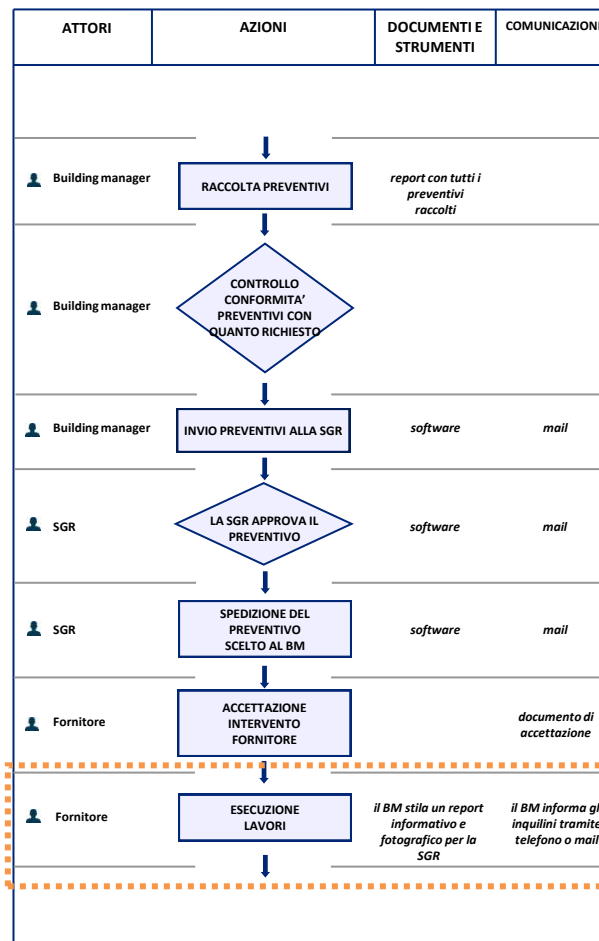 ATTORI
AZIONI
DOCUMENTI E
STRUMENTI
COMUNICAZIONE
Building manager
RACCOLTA PREVENTIVI
report con tutti i
preventivi
raccolti
Building manager
CONTROLLO
CONFORMITA’
PREVENTIVI CON
QUANTO RICHIESTO
Building manager
INVIO PREVENTIVI ALLA SGR
software
mail
SGR
LA SGR APPROVA IL
PREVENTIVO
software
mail
SGR
SPEDIZIONE DEL
PREVENTIVO
SCELTO AL BM
software
mail
Fornitore
ACCETTAZIONE
INTERVENTO
FORNITORE
documento di
accettazione
Fornitore
ESECUZIONE
LAVORI
il BM stila un report
informativo e
fotografico per la
SGR
il BM informa gli
inquilini tramite
telefono o mail